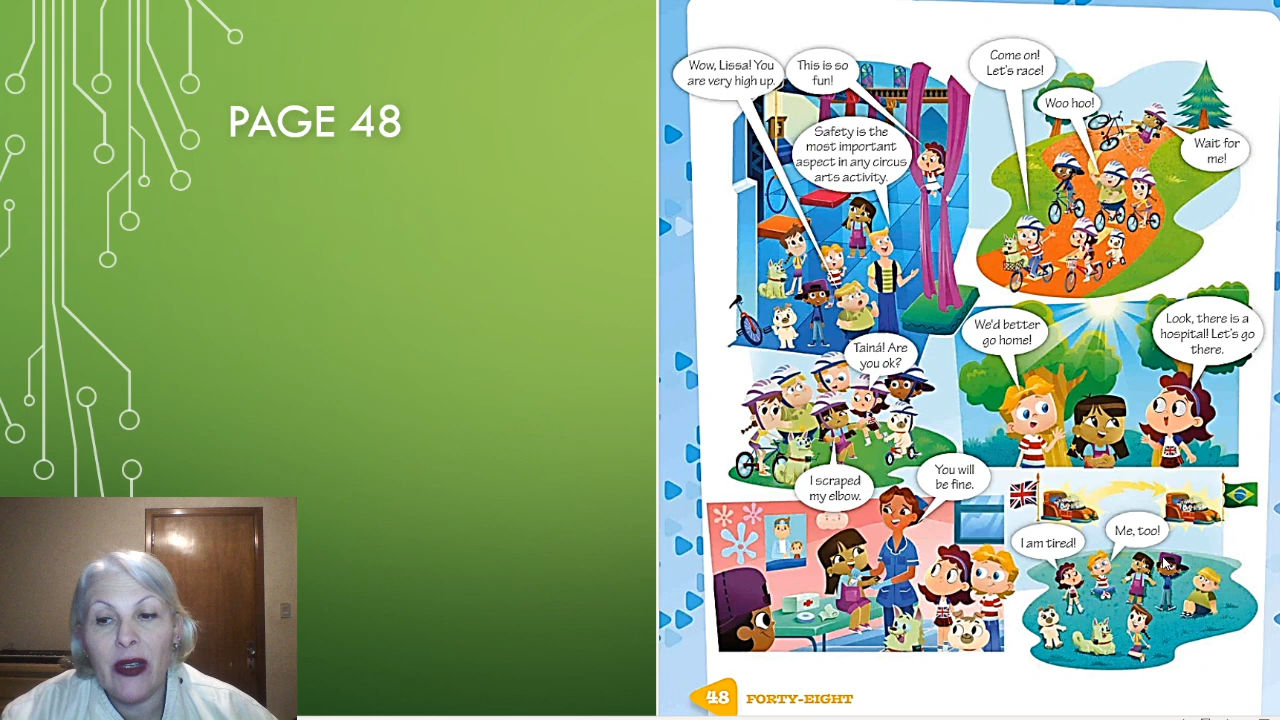 PAGE 48
Wow, Lissa! You
are very high up.
This is so
fun!
Safety is the
most important
aspect in any circus
arts activity.
Come on!
Let's race!
Woo hoo!
Wait for
me!
Tainá! Are
you ok?
I scraped
my elbow.
We'd better
go home!
Look, there is a
hospital! Let's go
there.
You will
be fine.
I am tired!
Me, too!
48 FORTY-EIGHT